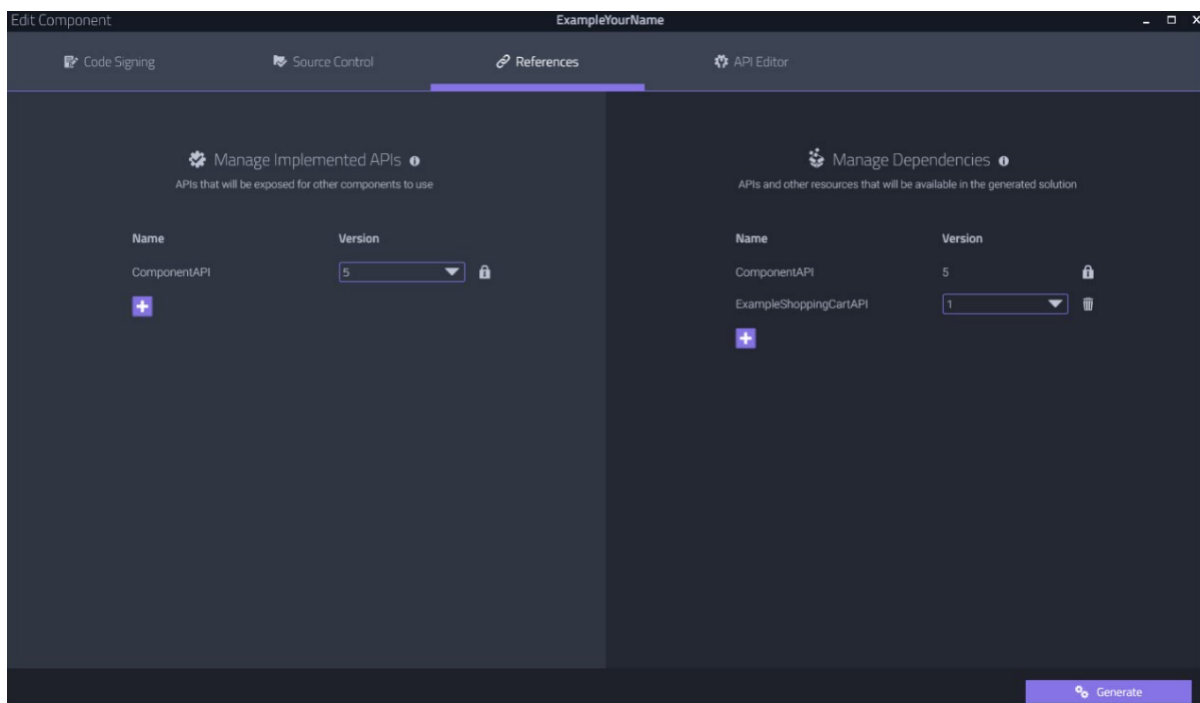 Edit Component
ExampleYourName
Code Signing
Source Control
References
API Editor
Manage Implemented APIs
APIs that will be exposed for other components to use
Name Version
ComponentAPI 5
Manage Dependencies
APIs and other resources that will be available in the generated solution
Name Version
ComponentAPI 5
ExampleShoppingCartAPI 1
Generate